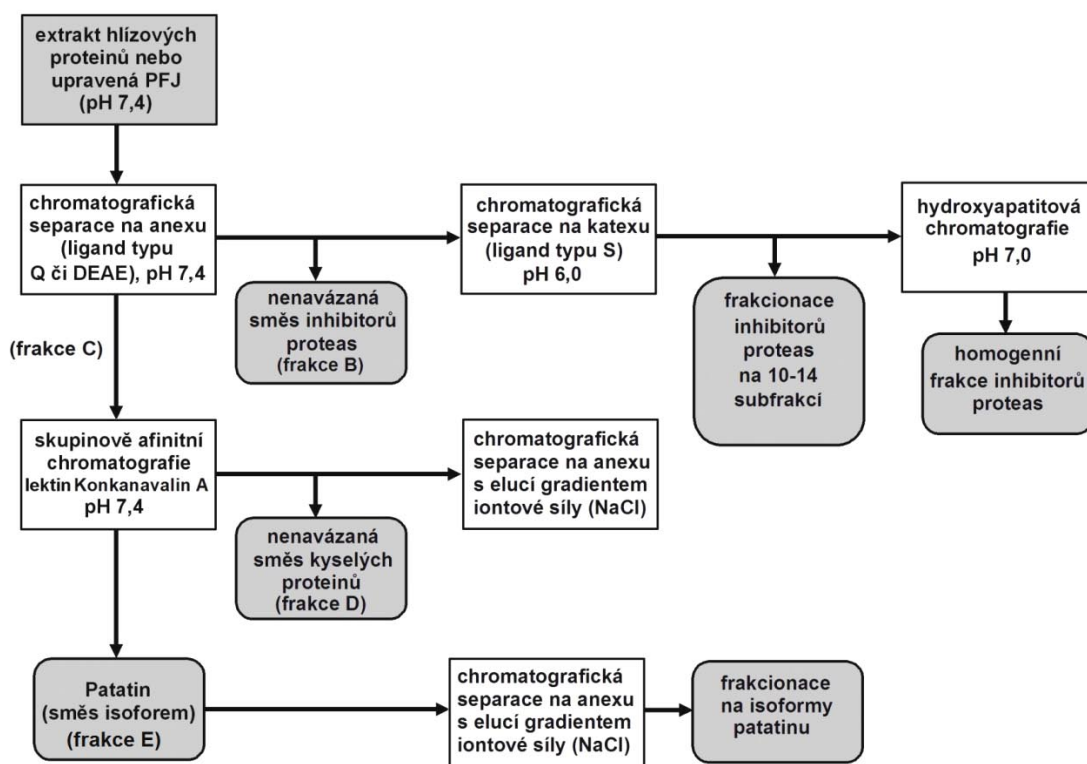 extrakt hlízových
proteinů nebo
upravená PFJ
(pH 7,4)
chromatografická
separace na anexu
(ligand typu
Q či DEAE), pH 7,4
chromatografická
separace na katexu
(ligand typu S)
pH 6,0
hydroxyapatitová
chromatografie
pH 7,0
nenavázaná
směs inhibitorů
proteas
(frakce B)
frakcionace
inhibitorů
proteas
na 10-14
subfrakcí
homogenní
frakce inhibitorů
proteas
(frakce C)
skupinově afinitní
chromatografie
lektin Konkanavalin A
pH 7,4
chromatografická
separace na anexu
s elucí gradientem
iontové síly (NaCl)
nenavázaná
směs kyselých
proteinů
(frakce D)
Patatin
(směs isoforem)
(frakce E)
chromatografická
separace na anexu
s elucí gradientem
iontové síly (NaCl)
frakcionace
na isoformy
patatinu